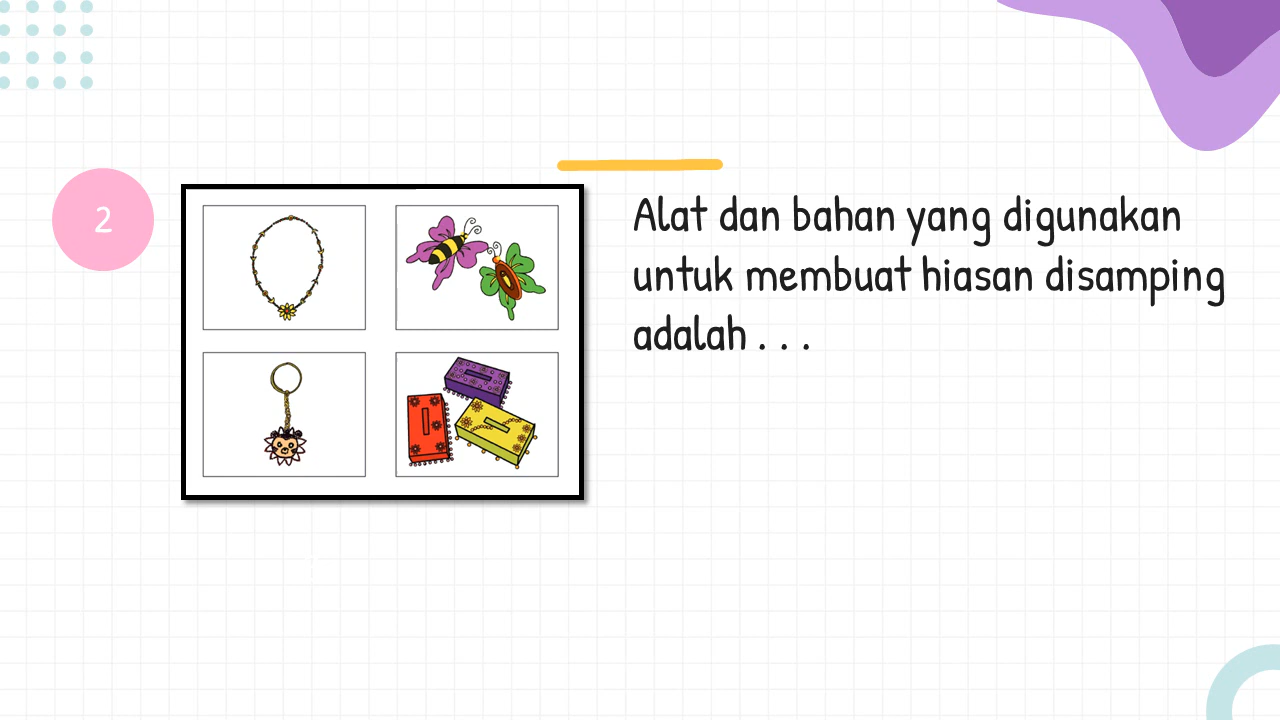 2
Alat dan bahan yang digunakan
untuk membuat hiasan disamping
adalah . . .